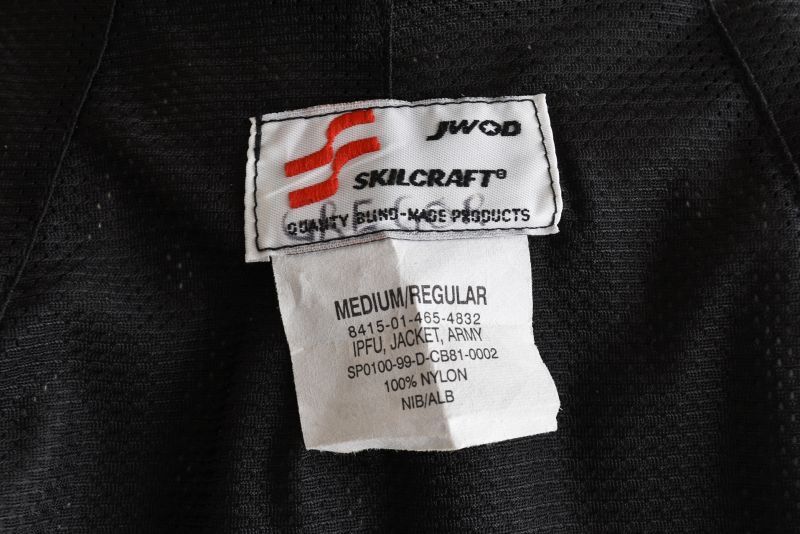 JWOD
SKILCRAFT®
QUALITY BLIND-MADE PRODUCTS
GREGOR
MEDIUM/REGULAR
8415-01-465-4832
IPFU, JACKET, ARMY
SP0100-99-D-CB81-0002
100% NYLON
NIB/ALB